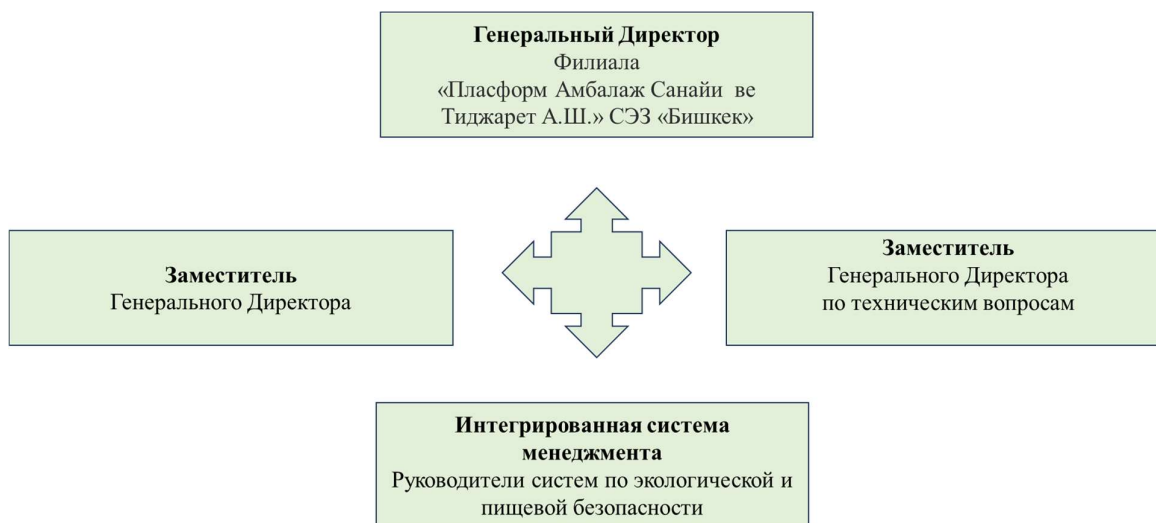 Генеральный Директор
Филиала
«Пласформ Амбалаж Санайи ве
Тиджарет А.Ш.» СЭЗ «Бишкек»
Заместитель
Генерального Директора
Заместитель
Генерального Директора
по техническим вопросам
Интегрированная система
менеджмента
Руководители систем по экологической и
пищевой безопасности